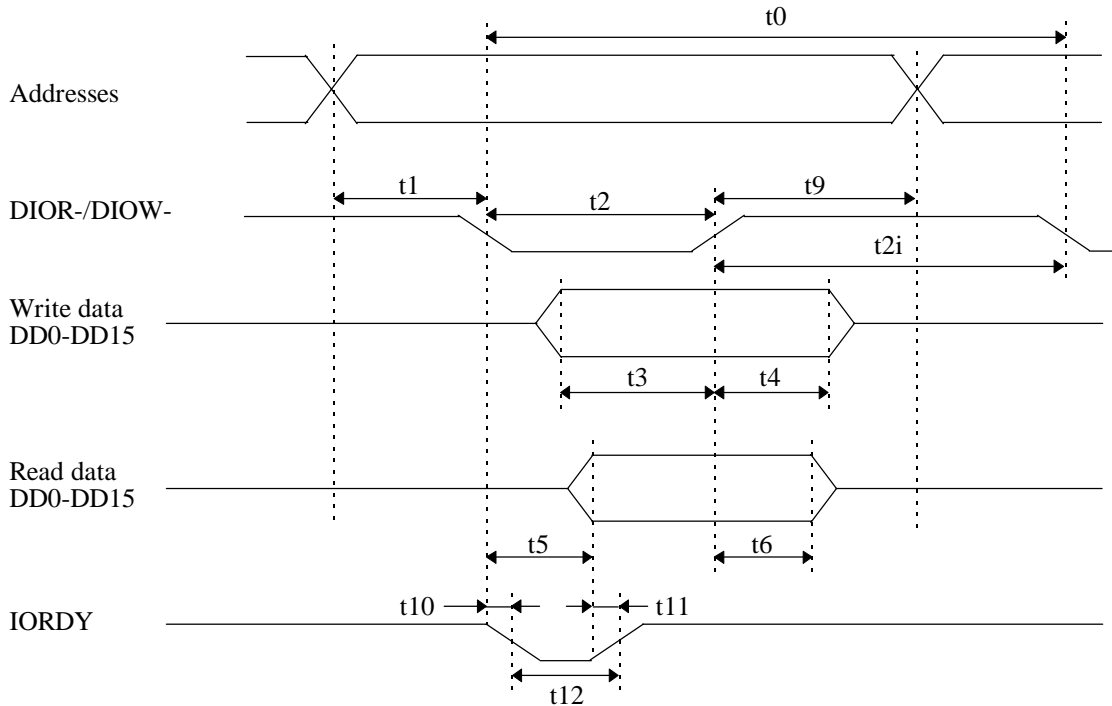 t0
Addresses
t1
t9
DIOR-/DIOW-
t2
t2i
Write data
DD0-DD15
t3
t4
Read data
DD0-DD15
t5
t6
t10
t11
IORDY
t12